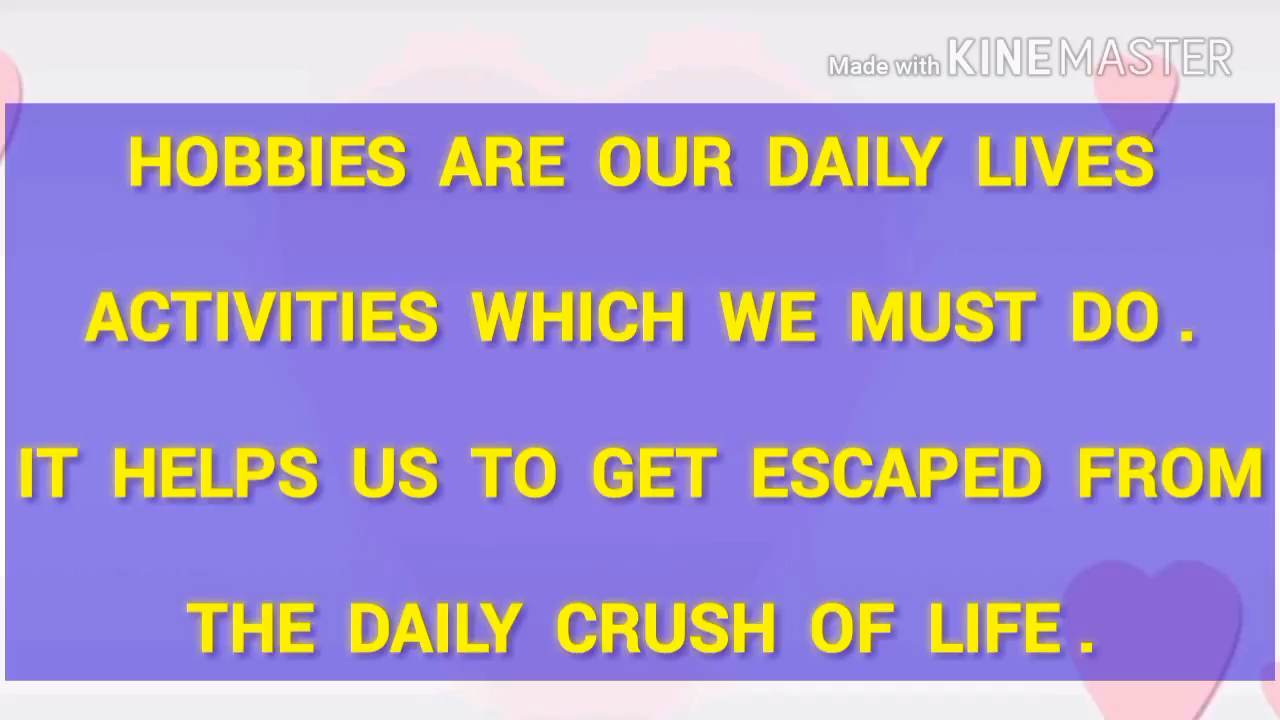 Made with KINEMASTER
HOBBIES ARE OUR DAILY LIVES
ACTIVITIES WHICH WE MUST DO .
IT HELPS US TO GET ESCAPED FROM
THE DAILY CRUSH OF LIFE .